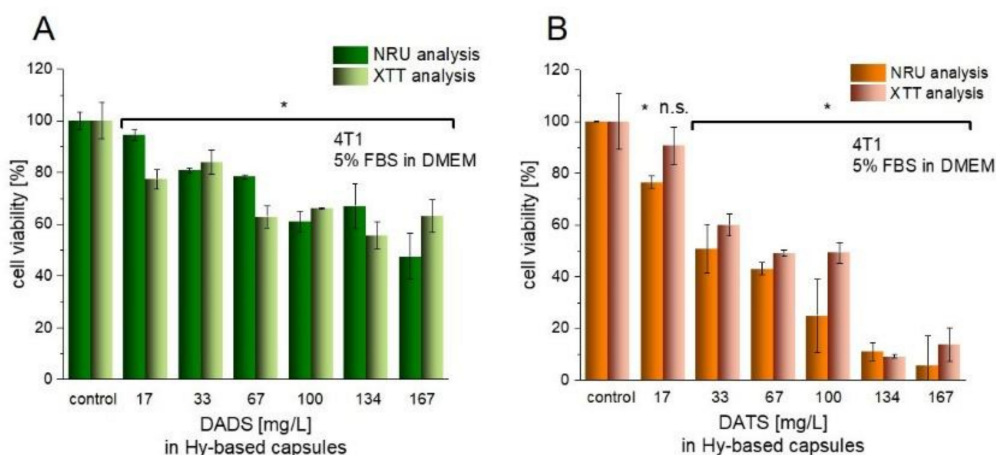 A
NRU analysis
XTT analysis
120
*
100
4T1
5% FBS in DMEM
80
60
40
20
0
cell viability [%]
control 17 33 67 100 134 167
DADS [mg/L]
in Hy-based capsules
B
NRU analysis
XTT analysis
120
* n.s. *
100
4T1
5% FBS in DMEM
80
60
40
20
0
cell viability [%]
control 17 33 67 100 134 167
DATS [mg/L]
in Hy-based capsules